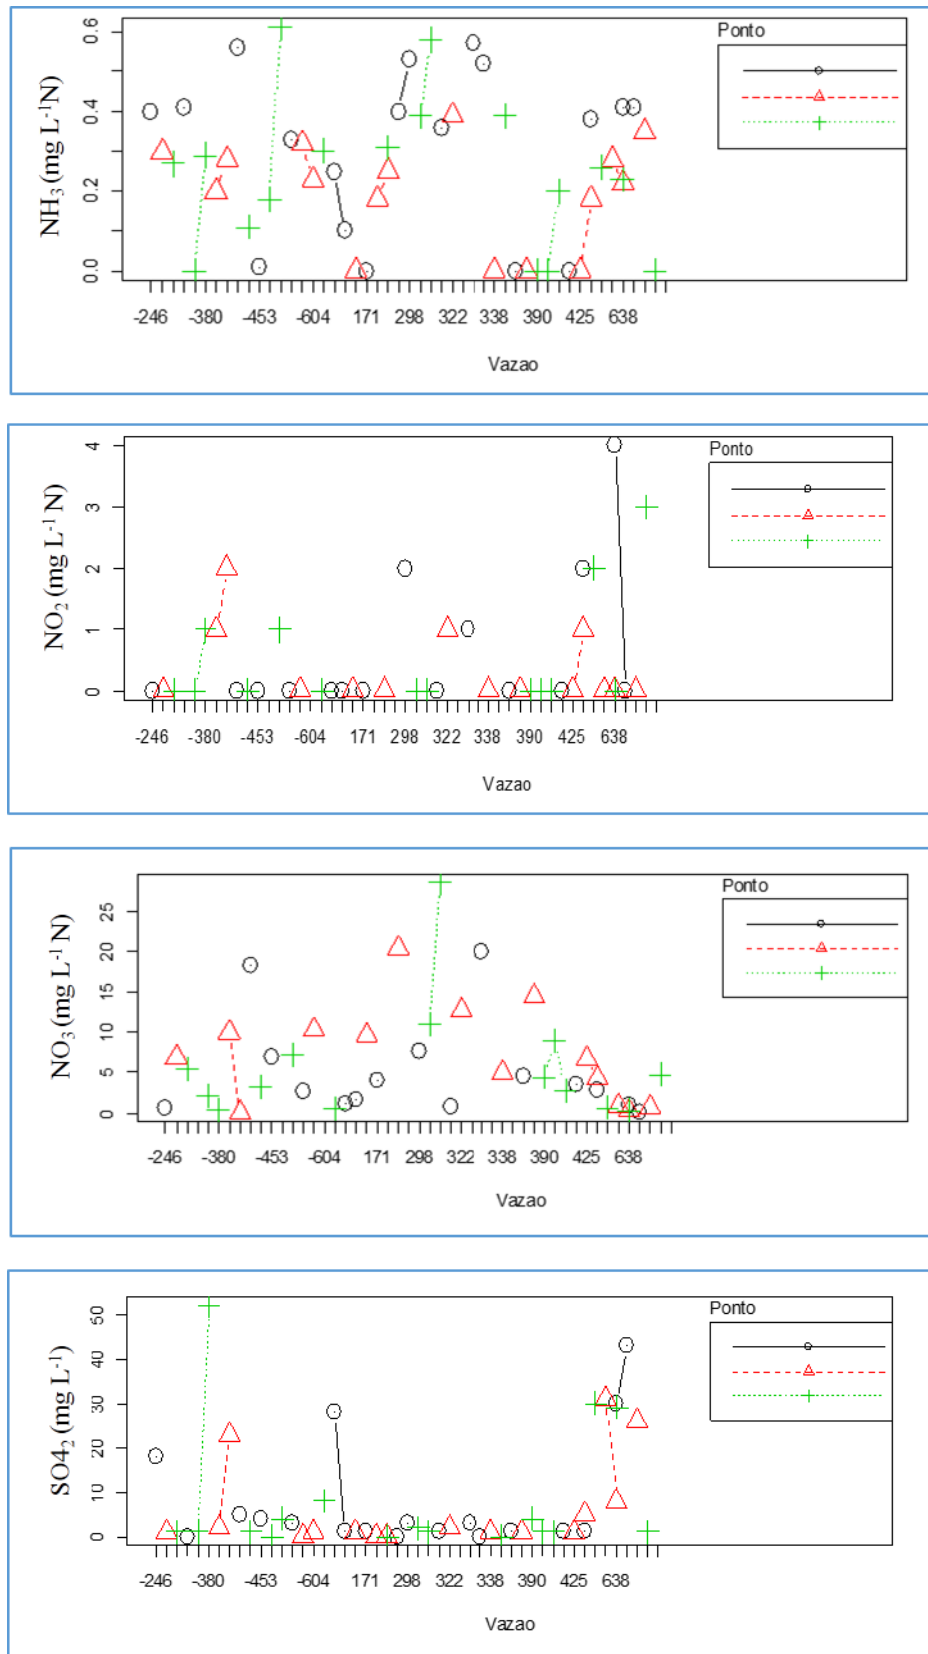 Ponto
NH3 (mg L-1N)
0.6
0.4
0.2
0.0
-246 -380 -453 -604 171 298 322 338 390 425 638
Vazao
Ponto
NO2 (mg L-1 N)
4
3
2
1
0
-246 -380 -453 -604 171 298 322 338 390 425 638
Vazao
Ponto
NO3 (mg L-1 N)
25
20
15
10
5
0
-246 -380 -453 -604 171 298 322 338 390 425 638
Vazao
Ponto
SO42 (mg L-1)
50
40
30
20
10
0
-246 -380 -453 -604 171 298 322 338 390 425 638
Vazao